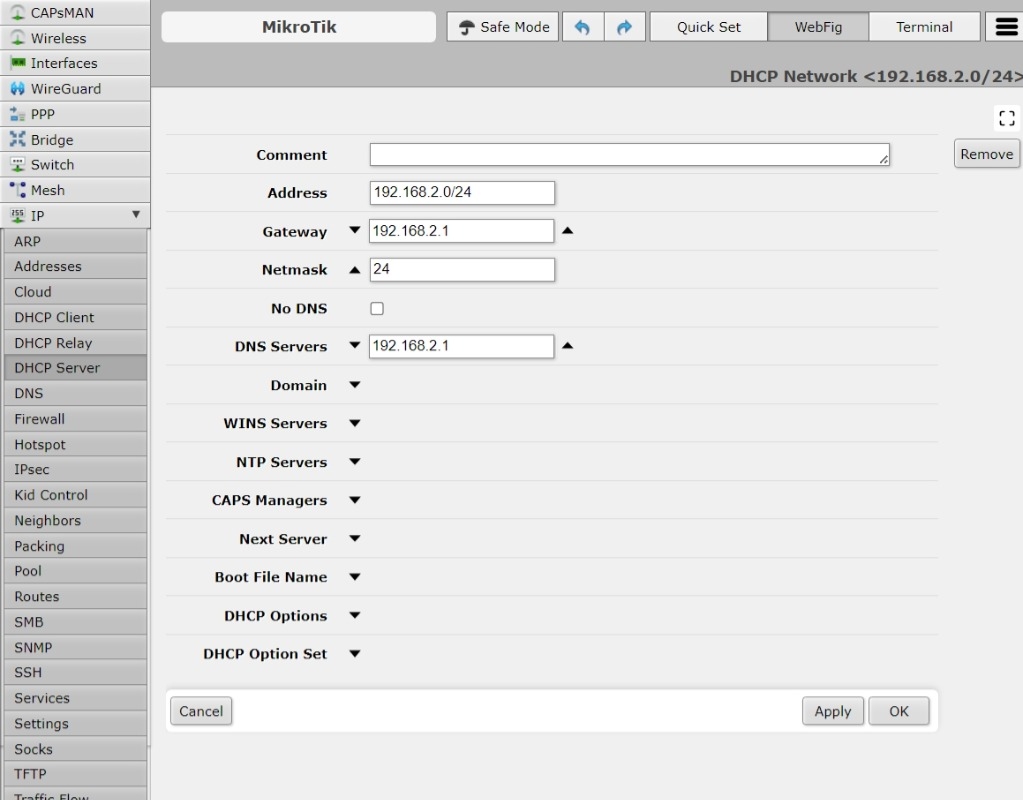 CAPsMAN
Wireless
Interfaces
WireGuard
PPP
Bridge
Switch
Mesh
IP
ARP
Addresses
Cloud
DHCP Client
DHCP Relay
DHCP Server
DNS
Firewall
Hotspot
IPsec
Kid Control
Neighbors
Packing
Pool
Routes
SMB
SNMP
SSH
Services
Settings
Socks
TFTP
Traffic Flow
MikroTik Safe Mode Quick Set WebFig Terminal
DHCP Network <192.168.2.0/24>
Remove
Comment
Address 192.168.2.0/24
Gateway 192.168.2.1
Netmask 24
No DNS
DNS Servers 192.168.2.1
Domain
WINS Servers
NTP Servers
CAPS Managers
Next Server
Boot File Name
DHCP Options
DHCP Option Set
Cancel Apply OK